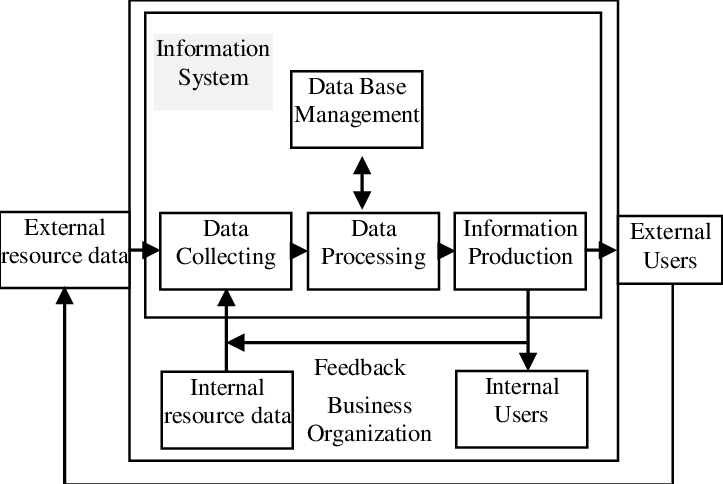 Information
System
Data Base
Management
External
resource data
Data
Collecting
Data
Processing
Information
Production
External
Users
Feedback
Internal
resource data
Business
Organization
Internal
Users